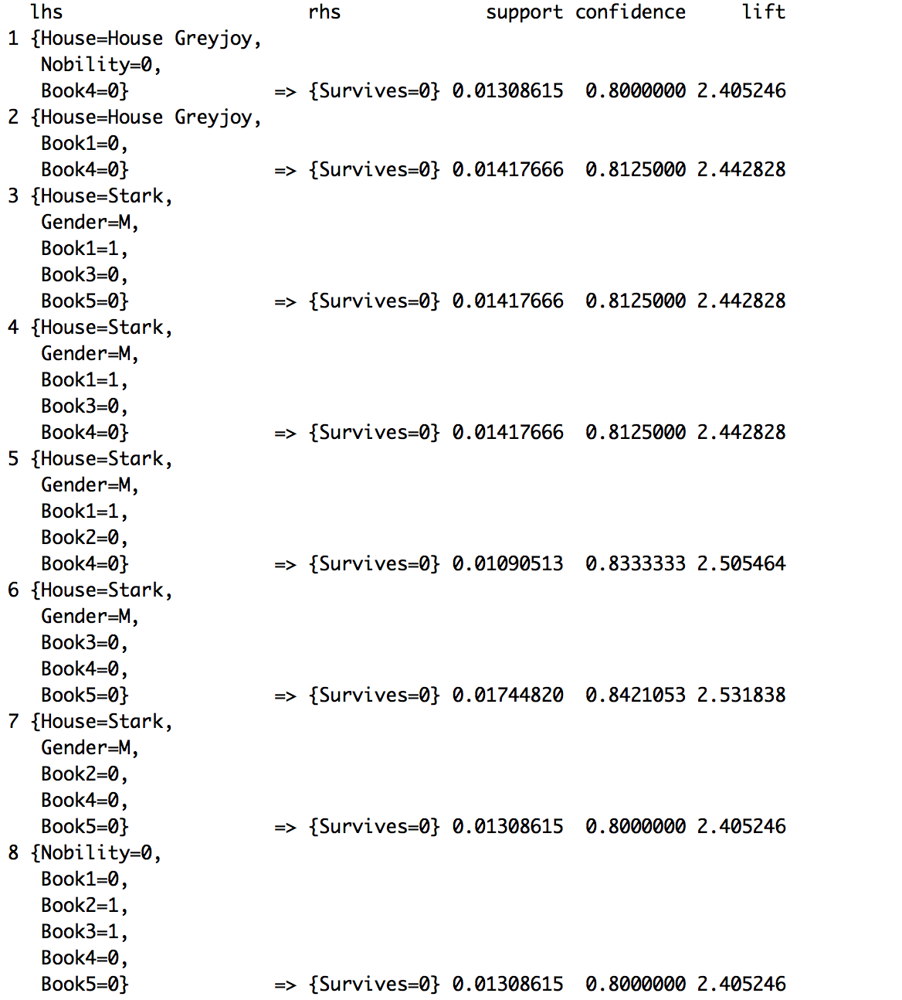 lhs rhs support confidence lift
1 {House=House Greyjoy,
Nobility=0,
Book4=0} => {Survives=0} 0.01308615 0.8000000 2.405246
2 {House=House Greyjoy,
Book1=0,
Book4=0} => {Survives=0} 0.01417666 0.8125000 2.442828
3 {House=Stark,
Gender=M,
Book1=1,
Book3=0,
Book5=0} => {Survives=0} 0.01417666 0.8125000 2.442828
4 {House=Stark,
Gender=M,
Book1=1,
Book3=0,
Book4=0} => {Survives=0} 0.01417666 0.8125000 2.442828
5 {House=Stark,
Gender=M,
Book1=1,
Book2=0,
Book4=0} => {Survives=0} 0.01090513 0.8333333 2.505464
6 {House=Stark,
Gender=M,
Book3=0,
Book4=0,
Book5=0} => {Survives=0} 0.01744820 0.8421053 2.531838
7 {House=Stark,
Gender=M,
Book2=0,
Book4=0,
Book5=0} => {Survives=0} 0.01308615 0.8000000 2.405246
8 {Nobility=0,
Book1=0,
Book2=1,
Book3=1,
Book4=0,
Book5=0} => {Survives=0} 0.01308615 0.8000000 2.405246